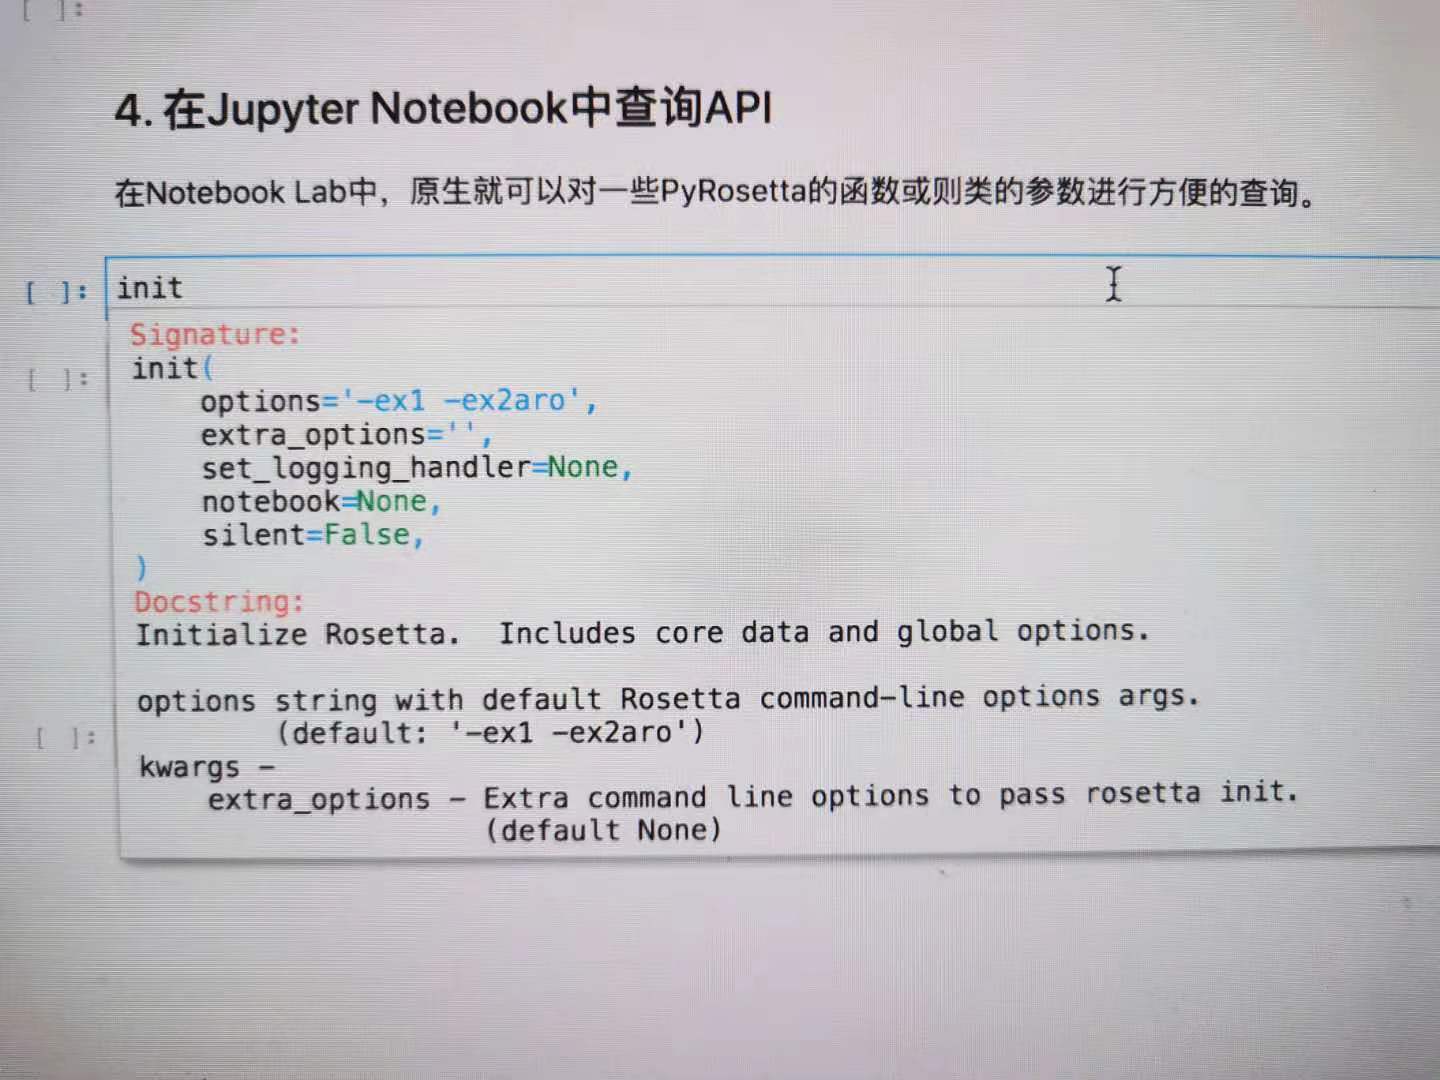 [ ]:
4. 在Jupyter Notebook中查询API
在Notebook Lab中，原生就可以对一些PyRosetta的函数或则类的参数进行方便的查询。
[ ]: init
Signature:
init(
[ ]:
options='-ex1 -ex2aro',
extra_options='',
set_logging_handler=None,
notebook=None,
silent=False,
)
Docstring:
Initialize Rosetta.  Includes core data and global options.
options string with default Rosetta command-line options args.
(default: '-ex1 -ex2aro')
[ ]:
kwargs –
extra_options – Extra command line options to pass rosetta init.
(default None)